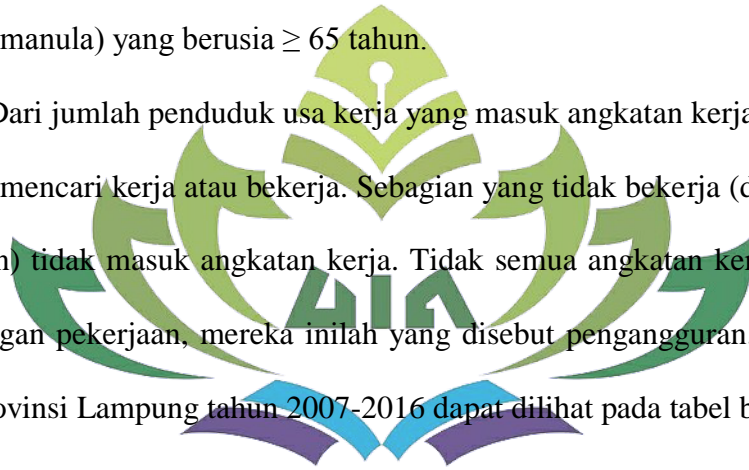 manula) yang berusia ≥ 65 tahun.
Dari jumlah penduduk usa kerja yang masuk angkatan kerja
mencari kerja atau bekerja. Sebagian yang tidak bekerja (d
n) tidak masuk angkatan kerja. Tidak semua angkatan ker
gan pekerjaan, mereka inilah yang disebut pengangguran.
ovinsi Lampung tahun 2007-2016 dapat dilihat pada tabel b